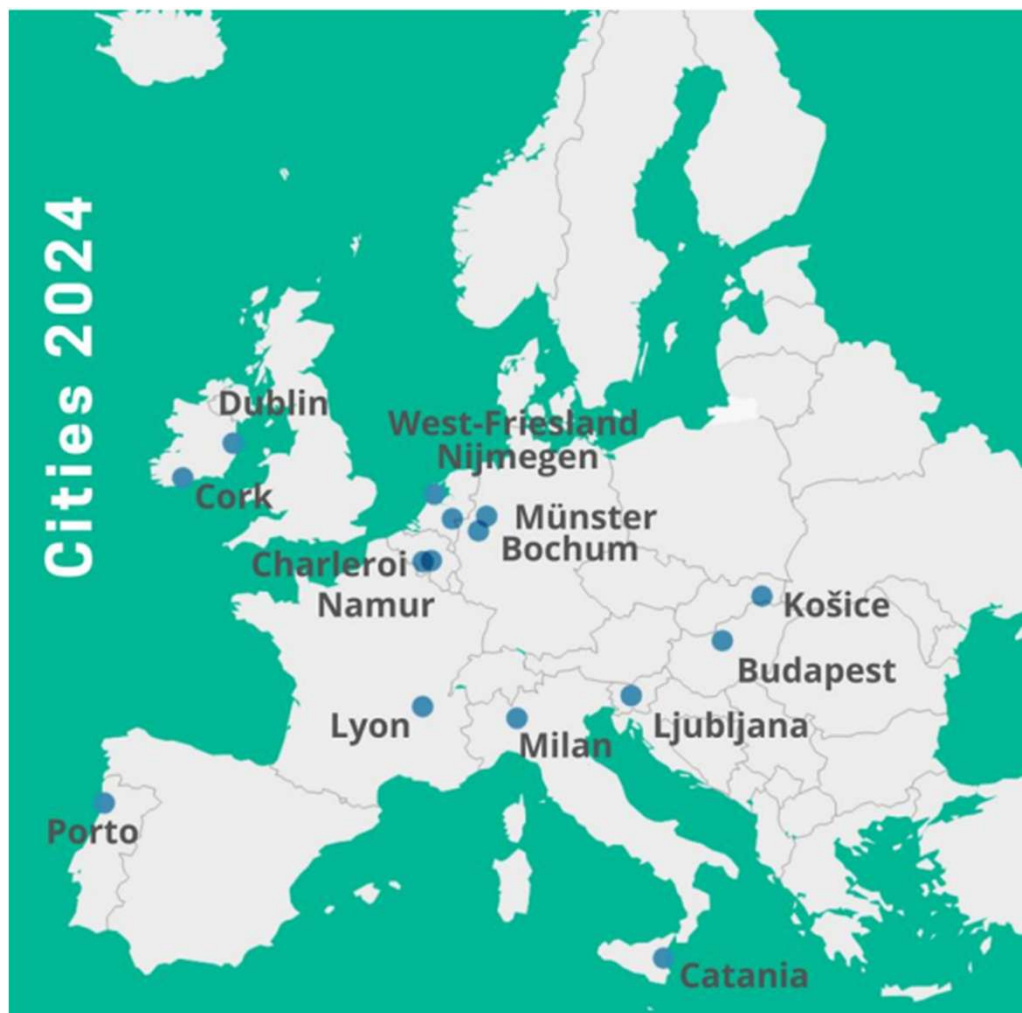 Cities 2024
Dublin
West-Friesland
Nijmegen
Cork
Münster
Bochum
Charleroi
Namur
Košice
Budapest
Lyon
Milan
Ljubljana
Porto
Catania